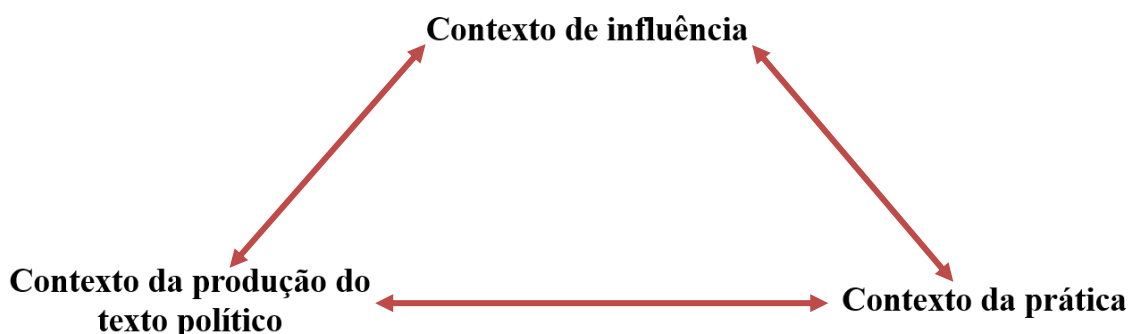 Contexto de influência
Contexto da produção do
texto político
Contexto da prática